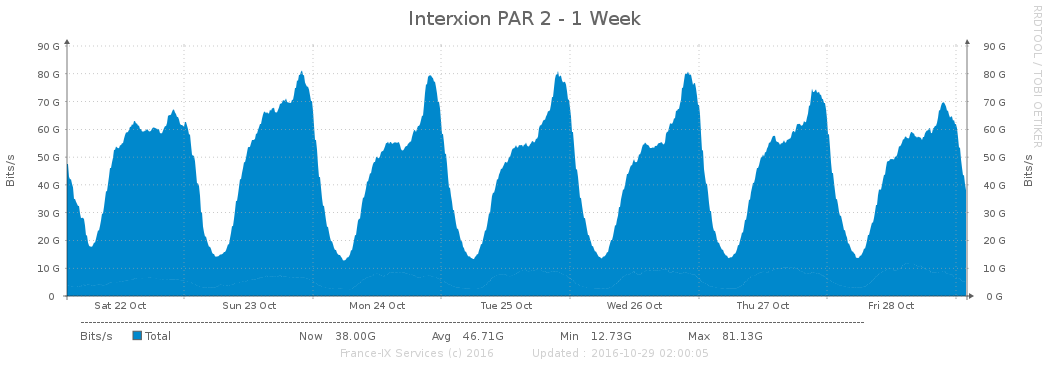 Interxion PAR 2 - 1 Week
RRDTOOL / TOBI OETIKER
90 G 90 G
80 G 80 G
70 G 70 G
60 G 60 G
50 G 50 G
40 G 40 G
30 G 30 G
20 G 20 G
10 G 10 G
0 0 G
Bits/s
Bits/s
Sat 22 Oct Sun 23 Oct Mon 24 Oct Tue 25 Oct Wed 26 Oct Thu 27 Oct Fri 28 Oct
Bits/s Total Now 38.00G Avg 46.71G Min 12.73G Max 81.13G
France-IX Services (c) 2016 Updated : 2016-10-29 02:00:05